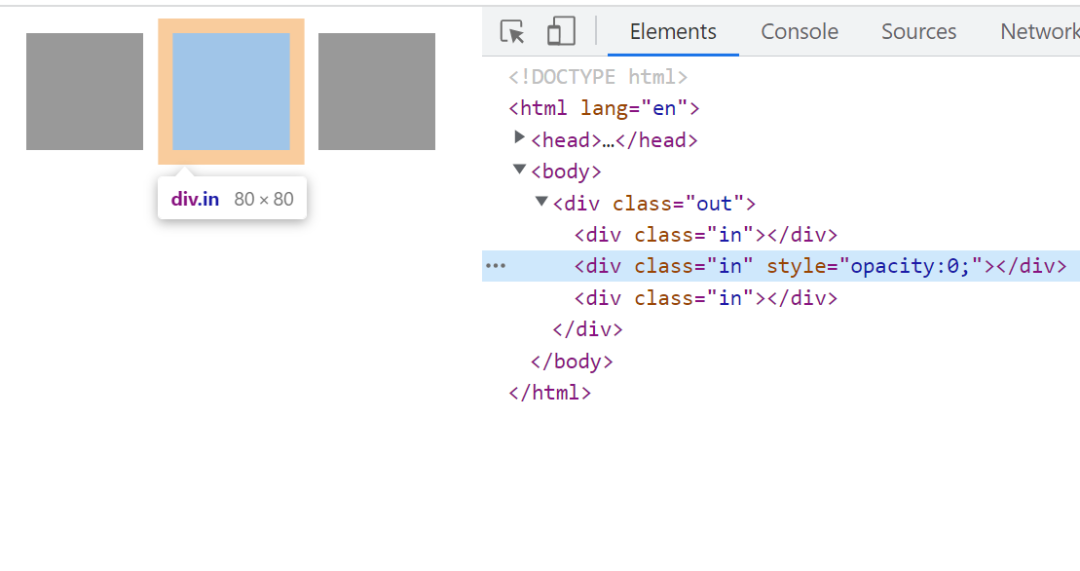 Elements Console Sources Network
<!DOCTYPE html>
<html lang="en">
<head>…</head>
<body>
<div class="out">
<div class="in"></div>
<div class="in" style="opacity:0;"></div>
<div class="in"></div>
</div>
</body>
</html>
div.in 80 × 80